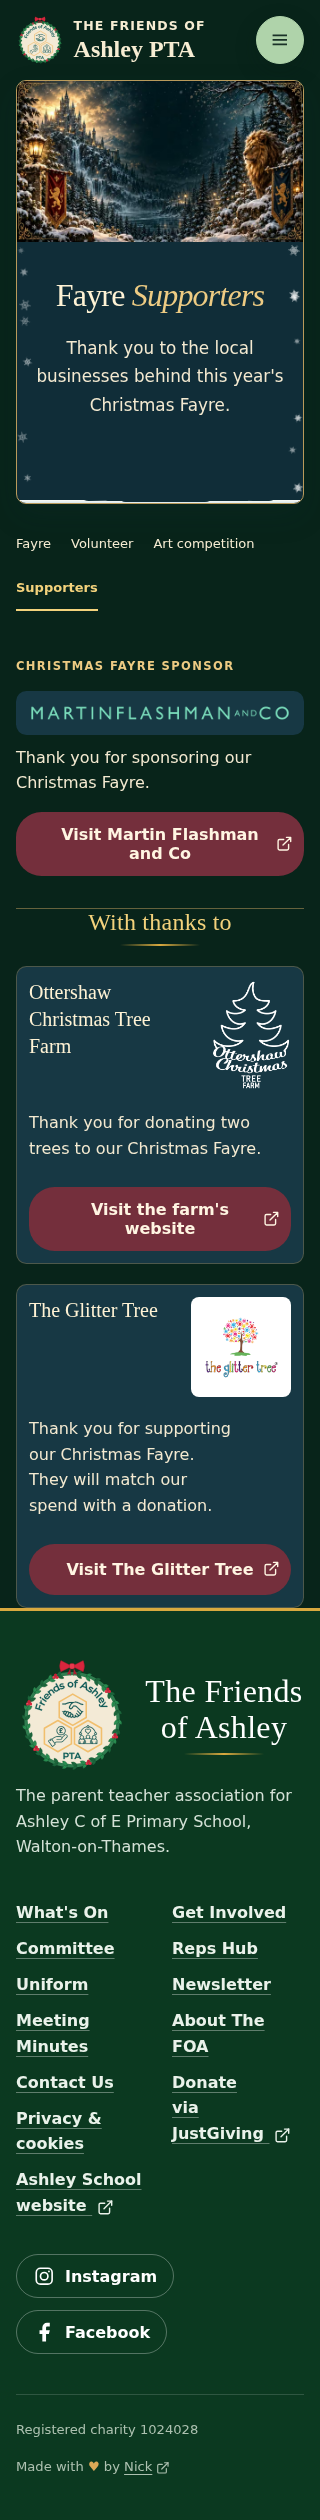 THE FRIENDS OF
Ashley PTA
Fayre Supporters
Thank you to the local
businesses behind this year's
Christmas Fayre.
Fayre Volunteer Art competition
Supporters
CHRISTMAS FAYRE SPONSOR
MARTINFLASHMANANDCO
Thank you for sponsoring our
Christmas Fayre.
Visit Martin Flashman
and Co
With thanks to
Ottershaw
Christmas Tree
Farm
Ottershaw
Christmas
TREE
FARM
Thank you for donating two
trees to our Christmas Fayre.
Visit the farm's
website
The Glitter Tree
the glitter tree
Thank you for supporting
our Christmas Fayre.
They will match our
spend with a donation.
Visit The Glitter Tree
Friends of Ashley
PTA
The Friends
of Ashley
The parent teacher association for
Ashley C of E Primary School,
Walton-on-Thames.
What's On
Committee
Uniform
Meeting
Minutes
Contact Us
Privacy &
cookies
Ashley School
website
Get Involved
Reps Hub
Newsletter
About The
FOA
Donate
via
JustGiving
Instagram
Facebook
Registered charity 1024028
Made with ♥ by Nick